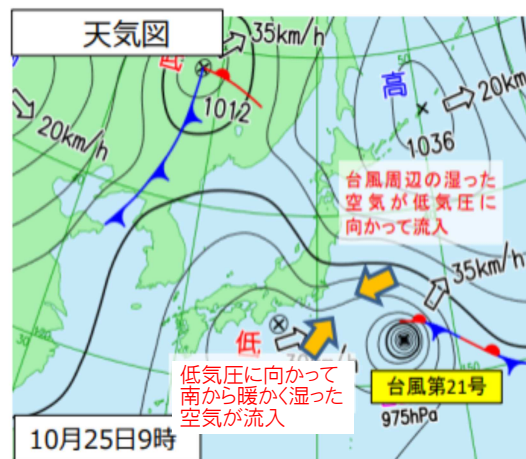 天気図
低
35km/h
1012
20km/h
高
20km
1036
台風周辺の湿った
空気が低気圧に
向かって流入
35km/h
低
低気圧に向かって
南から暖かく湿った
空気が流入
台風第21号
975hPa
10月25日9時